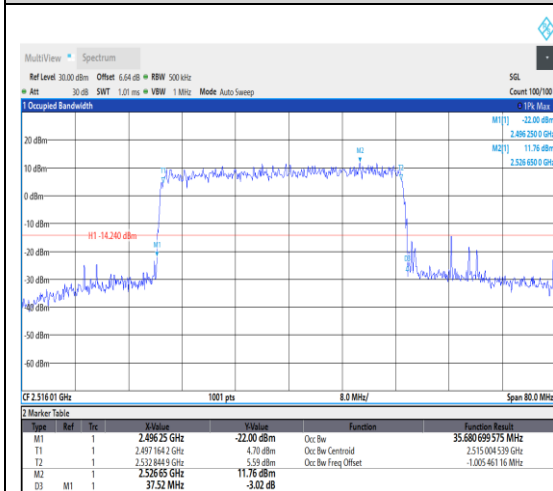 MultiView Spectrum
Ref Level 30.00 dBm Offset 6.64 dB RBW 500 kHz SGL
Att 30 dB SWT 1.01 ms VBW 1 MHz Mode Auto Sweep Count 100/100
1 Occupied Bandwidth 1Pk Max
M1[1] -22.00 dBm
2.496 250 0 GHz
M2[1] 11.76 dBm
2.526 650 0 GHz
20 dBm
10 dBm
0 dBm
-10 dBm
-20 dBm
-30 dBm
-50 dBm
-60 dBm
M2
T1
H1 -14.240 dBm
M1
CF 2.516 01 GHz 1001 pts 8.0 MHz/ Span 80.0 MHz
2 Marker Table
Type Ref Trc X-Value Y-Value Function Function Result
M1 1 2.496 25 GHz -22.00 dBm Occ Bw 35.680 699 575 MHz
T1 1 2.497 164 2 GHz 4.70 dBm Occ Bw Centroid 2.515 004 539 GHz
T2 1 2.532 844 9 GHz 5.59 dBm Occ Bw Freq Offset -1.005 461 16 MHz
M2 1 2.526 65 GHz 11.76 dBm
D3 M1 1 37.52 MHz -3.02 dB